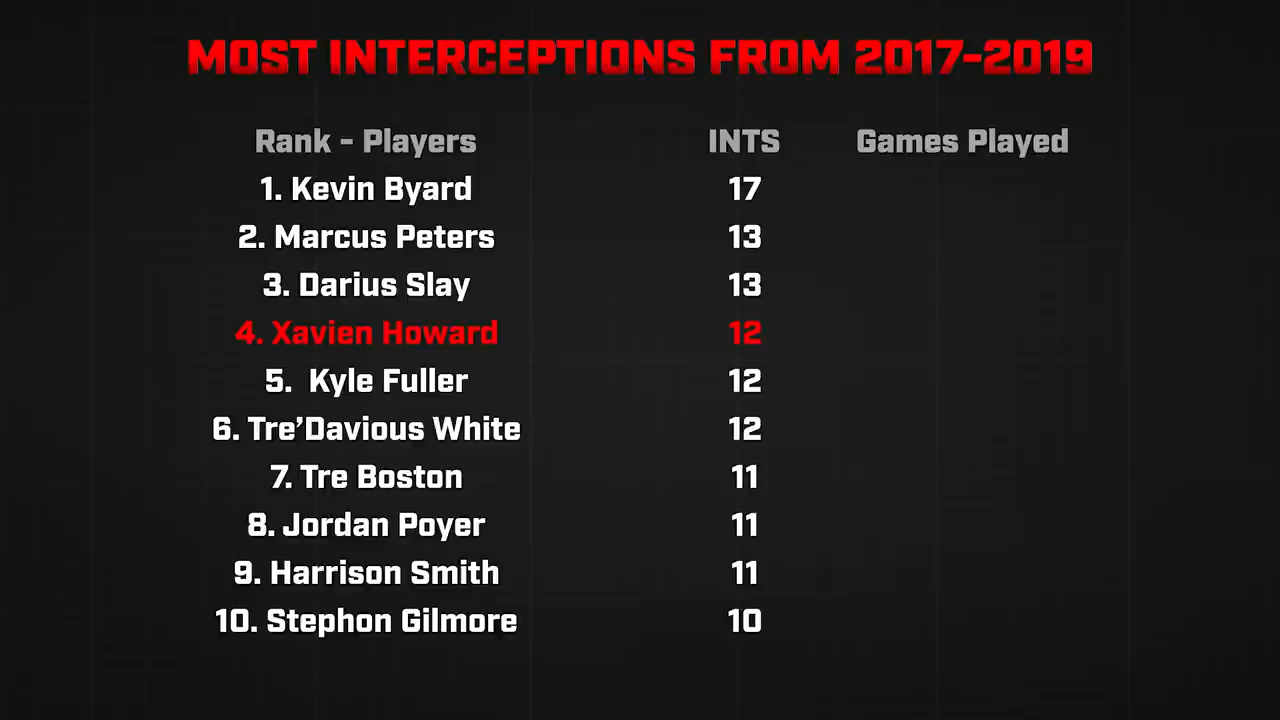 MOST INTERCEPTIONS FROM 2017-2019
Rank - Players INTS Games Played
1. Kevin Byard 17
2. Marcus Peters 13
3. Darius Slay 13
4. Xavien Howard 12
5. Kyle Fuller 12
6. Tre’Davious White 12
7. Tre Boston 11
8. Jordan Poyer 11
9. Harrison Smith 11
10. Stephon Gilmore 10